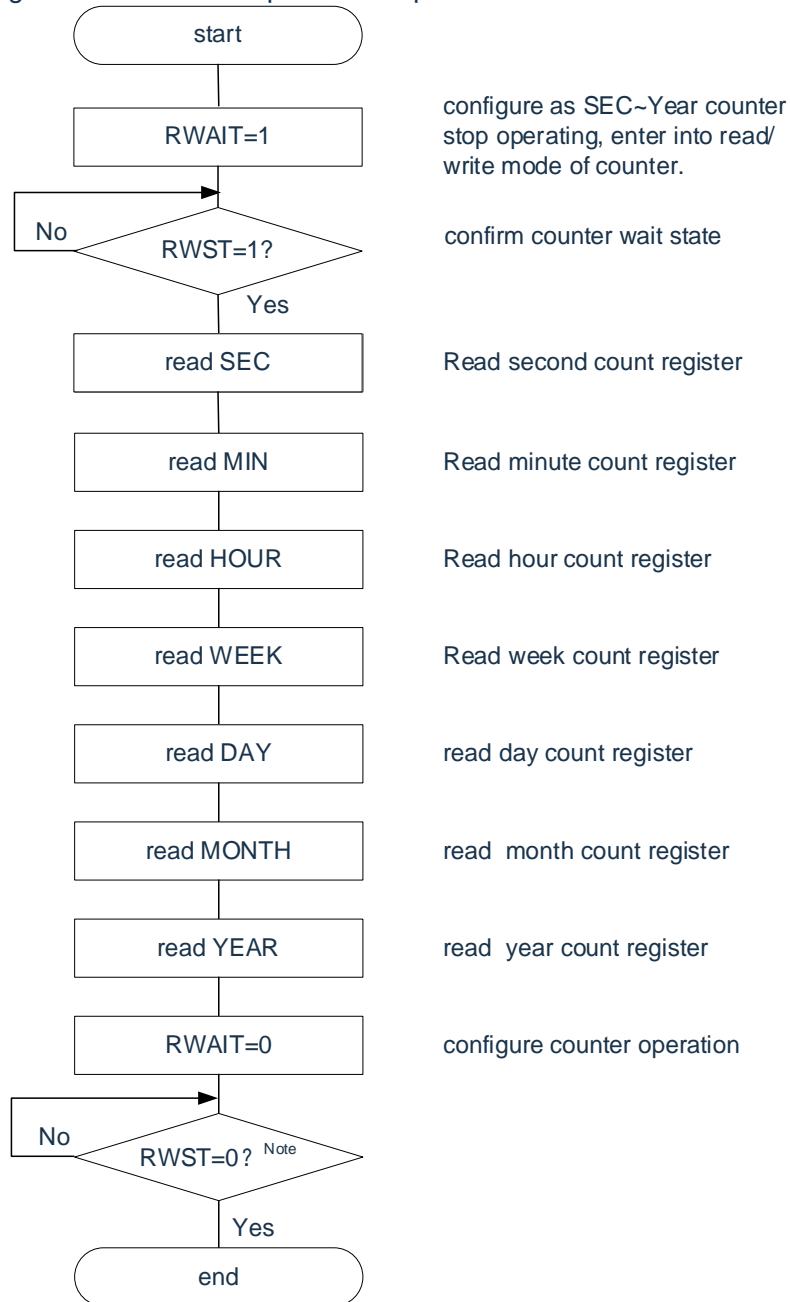 start
RWAIT=1
configure as SEC~Year counter
stop operating, enter into read/
write mode of counter.
No
RWST=1?
confirm counter wait state
Yes
read SEC
Read second count register
read MIN
Read minute count register
read HOUR
Read hour count register
read WEEK
Read week count register
read DAY
read day count register
read MONTH
read month count register
read YEAR
read year count register
RWAIT=0
configure counter operation
No
RWST=0? Note
Yes
end